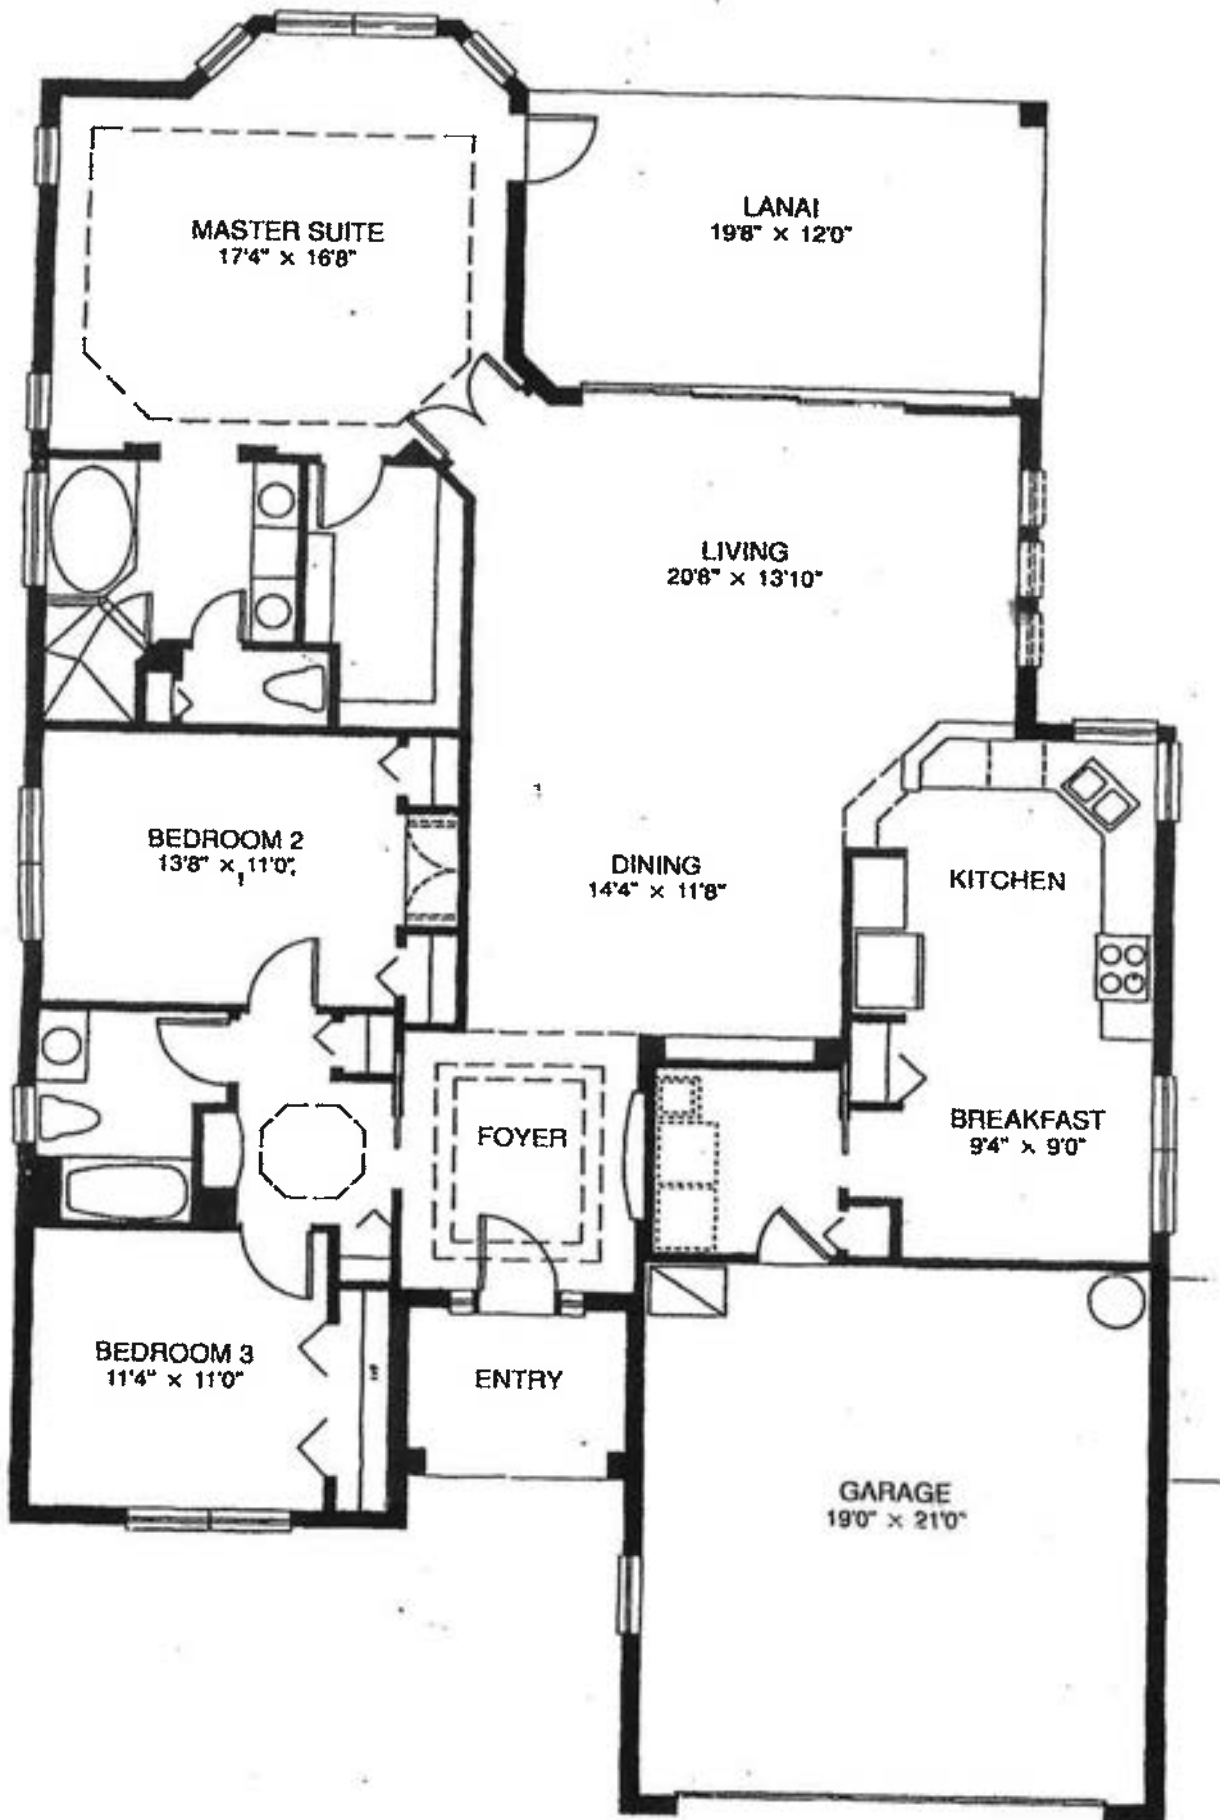 MASTER SUITE
17'4" × 16'8"
LANAI
19'8" × 12'0"
LIVING
20'8" × 13'10"
BEDROOM 2
13'8" × 11'0"
DINING
14'4" × 11'8"
KITCHEN
FOYER
BREAKFAST
9'4" × 9'0"
BEDROOM 3
11'4" × 11'0"
ENTRY
GARAGE
19'0" × 21'0"